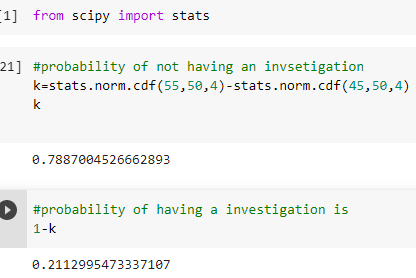 [1] from scipy import stats
21] #probability of not having an invsetigation
k=stats.norm.cdf(55,50,4)-stats.norm.cdf(45,50,4)
k
0.7887004526662893
#probability of having a investigation is
1-k
0.2112995473337107